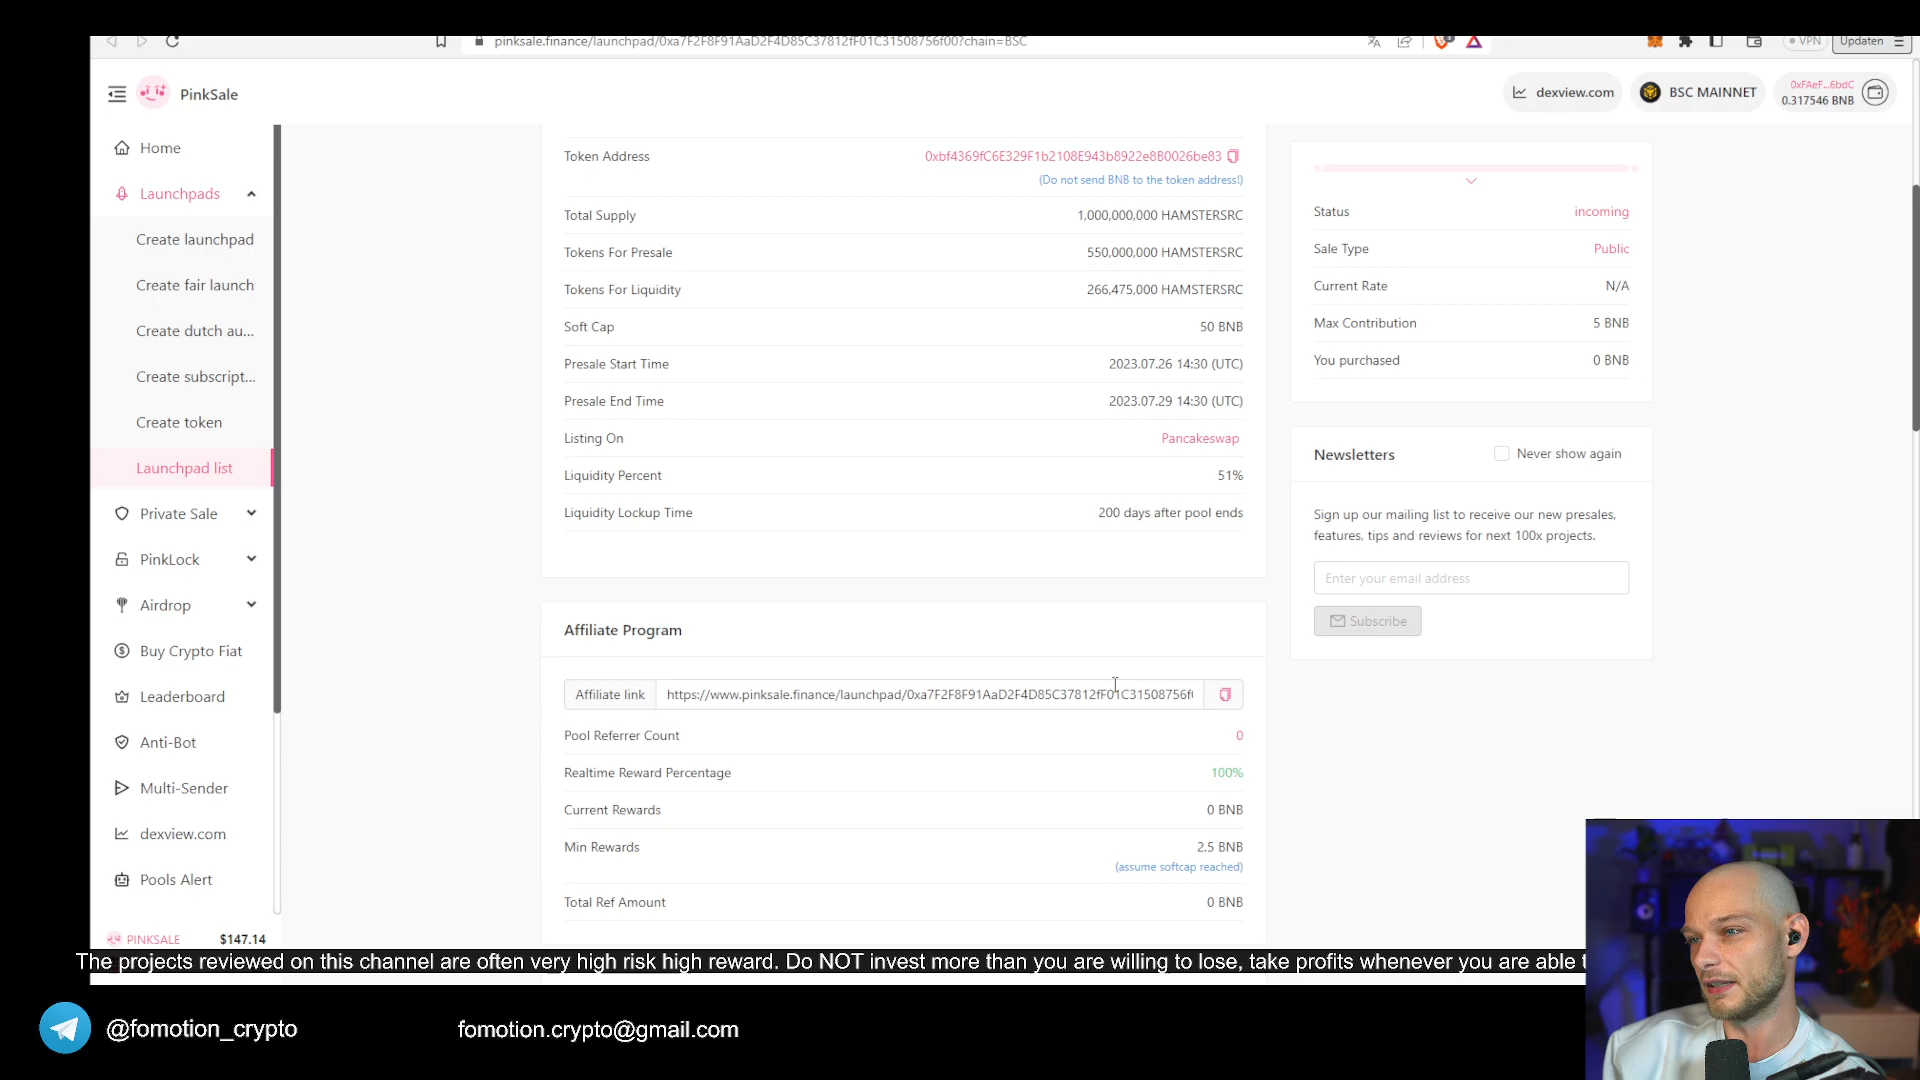 pinksale.finance/launchpad/0xa7F2F8F91AaD2F4D85C37812fF01C31508756f00?chain=BSC
VPN
Updaten
PinkSale
dexview.com
BSC MAINNET
0xFAeF...6bdC
0.317546 BNB
Home
Launchpads
Create launchpad
Create fair launch
Create dutch au...
Create subscript...
Create token
Launchpad list
Private Sale
PinkLock
Airdrop
Buy Crypto Fiat
Leaderboard
Anti-Bot
Multi-Sender
dexview.com
Pools Alert
PINKSALE $147.14
Token Address 0xbf4369fC6E329F1b2108E943b8922e8B0026be83
(Do not send BNB to the token address!)
Total Supply 1,000,000,000 HAMSTERSRC
Tokens For Presale 550,000,000 HAMSTERSRC
Tokens For Liquidity 266,475,000 HAMSTERSRC
Soft Cap 50 BNB
Presale Start Time 2023.07.26 14:30 (UTC)
Presale End Time 2023.07.29 14:30 (UTC)
Listing On Pancakeswap
Liquidity Percent 51%
Liquidity Lockup Time 200 days after pool ends
Affiliate Program
Affiliate link https://www.pinksale.finance/launchpad/0xa7F2F8F91AaD2F4D85C37812fF01C31508756f
Pool Referrer Count 0
Realtime Reward Percentage 100%
Current Rewards 0 BNB
Min Rewards 2.5 BNB
(assume softcap reached)
Total Ref Amount 0 BNB
Status incoming
Sale Type Public
Current Rate N/A
Max Contribution 5 BNB
You purchased 0 BNB
Newsletters Never show again
Sign up our mailing list to receive our new presales,
features, tips and reviews for next 100x projects.
Enter your email address
Subscribe
The projects reviewed on this channel are often very high risk high reward. Do NOT invest more than you are willing to lose, take profits whenever you are able t
@fomotion_crypto
fomotion.crypto@gmail.com